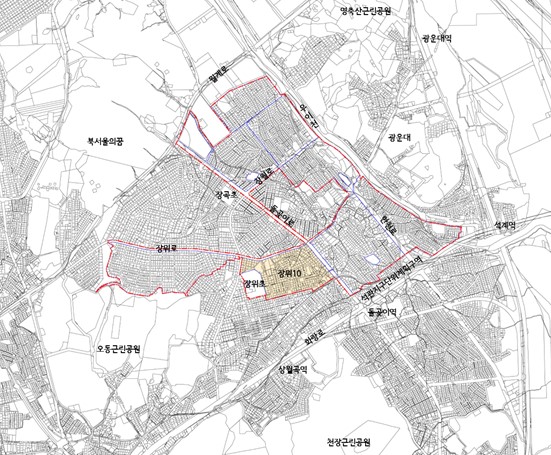 영축산근린공원
광운대역
월계로
우이천
북서울의꿈
광운대
장월로
장곡초
돌곶이로
한천로
석계역
장위로
장위10
장위초
석관지구단위계획구역
돌곶이역
화랑로
오동근린공원
상월곡역
천장근린공원